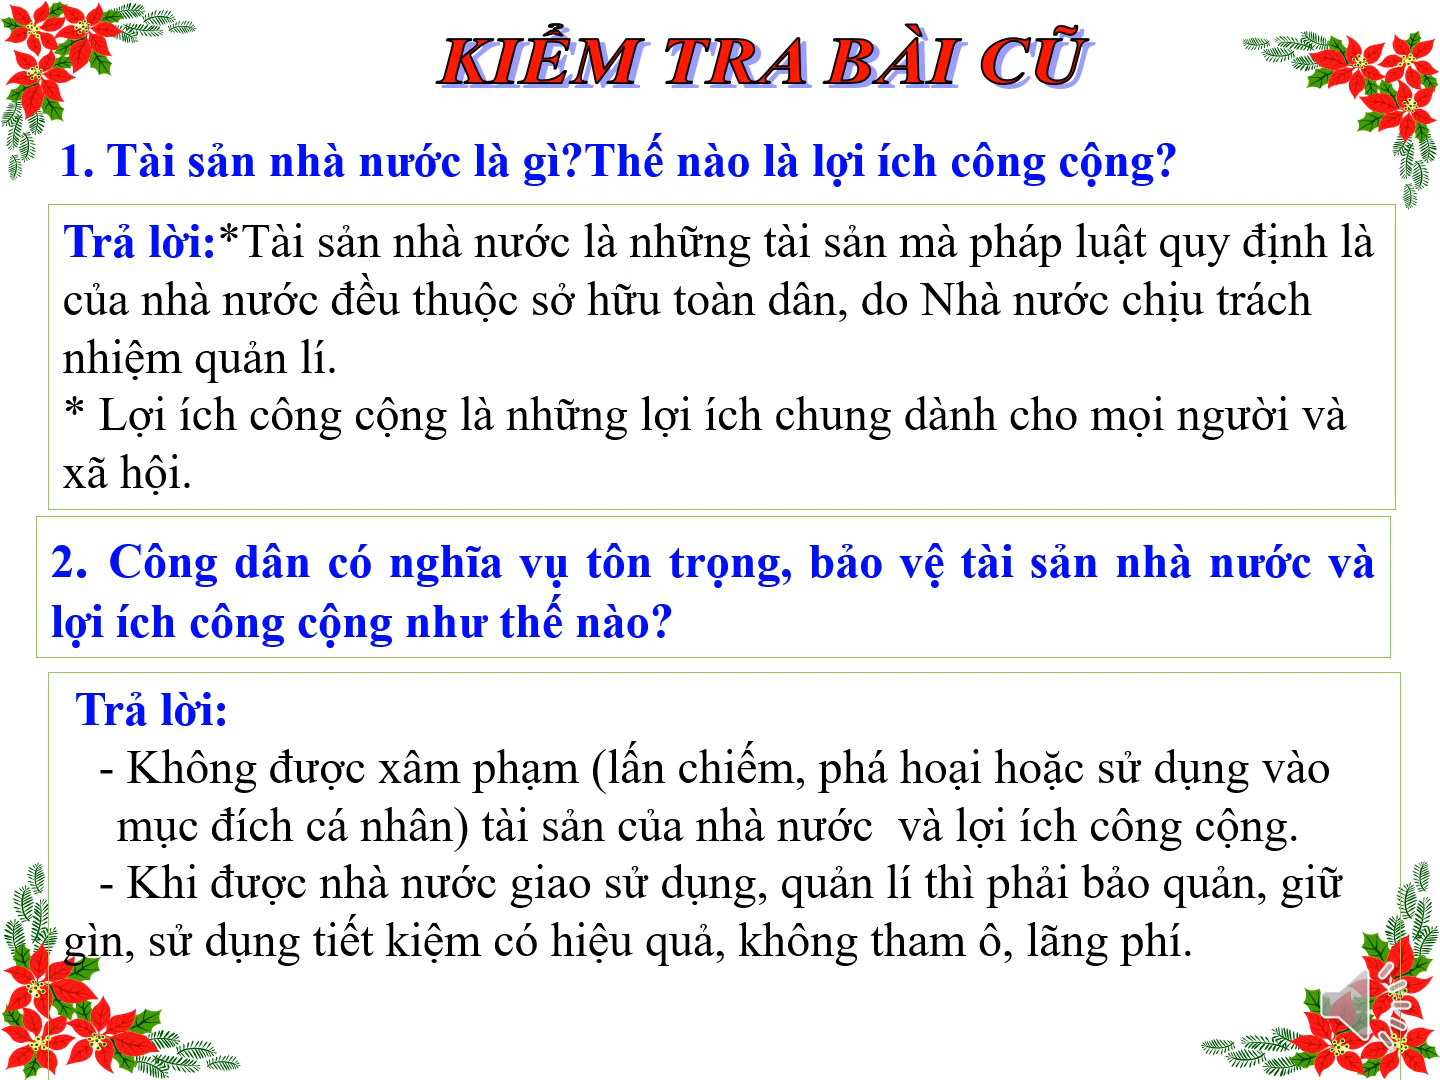 KIỂM TRA BÀI CŨ
1. Tài sản nhà nước là gì?Thế nào là lợi ích công cộng?
Trả lời:*Tài sản nhà nước là những tài sản mà pháp luật quy định là
của nhà nước đều thuộc sở hữu toàn dân, do Nhà nước chịu trách
nhiệm quản lí.
* Lợi ích công cộng là những lợi ích chung dành cho mọi người và
xã hội.
2. Công dân có nghĩa vụ tôn trọng, bảo vệ tài sản nhà nước và
lợi ích công cộng như thế nào?
Trả lời:
- Không được xâm phạm (lấn chiếm, phá hoại hoặc sử dụng vào
mục đích cá nhân) tài sản của nhà nước  và lợi ích công cộng.
- Khi được nhà nước giao sử dụng, quản lí thì phải bảo quản, giữ
gìn, sử dụng tiết kiệm có hiệu quả, không tham ô, lãng phí.